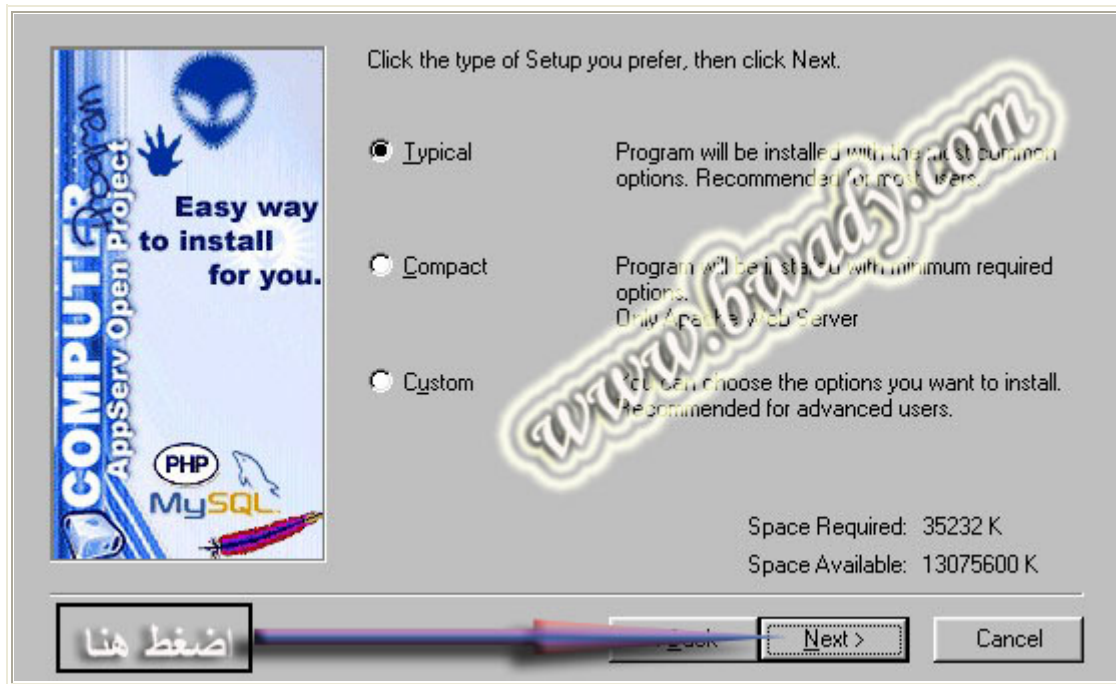 Click the type of Setup you prefer, then click Next.
Typical
Program will be installed with the most common
options. Recommended for most users.
Compact
Program will be installed with minimum required
options.
Only Apache Web Server
Custom
You can choose the options you want to install.
Recommended for advanced users.
www.bwady.com
COMPUTER
Program
AppServ Open Project
Easy way
to install
for you.
PHP
MySQL
Space Required: 35232 K
Space Available: 13075600 K
اضغط هنا
Back
Next >
Cancel